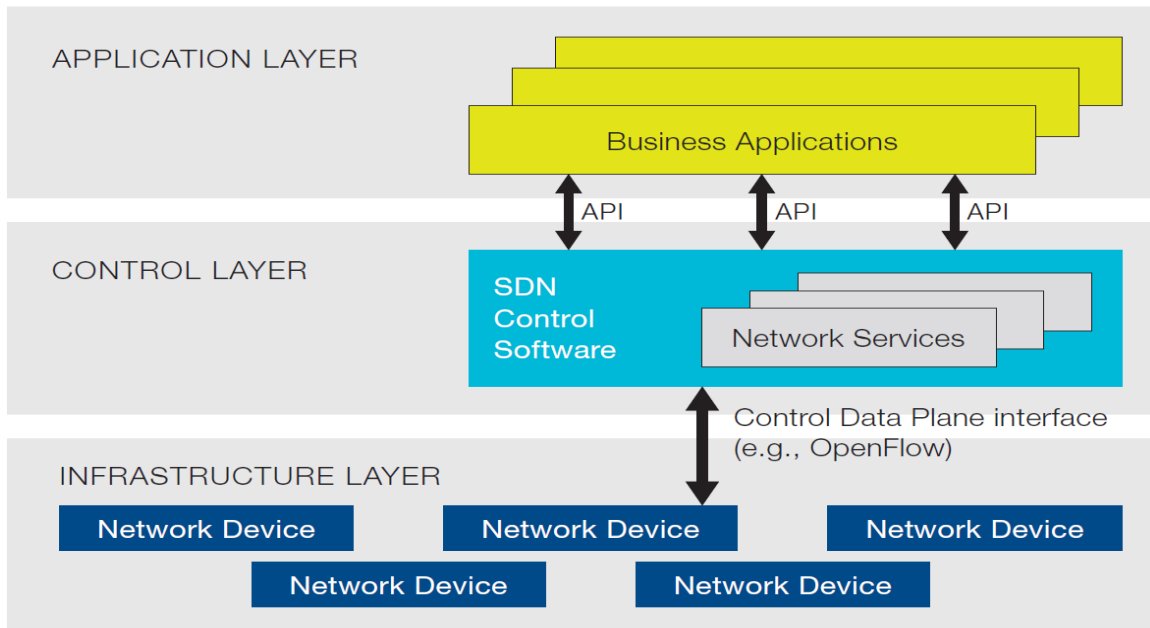 APPLICATION LAYER
Business Applications
API
API
API
CONTROL LAYER
SDN
Control
Software
Network Services
Control Data Plane interface
(e.g., OpenFlow)
INFRASTRUCTURE LAYER
Network Device
Network Device
Network Device
Network Device
Network Device